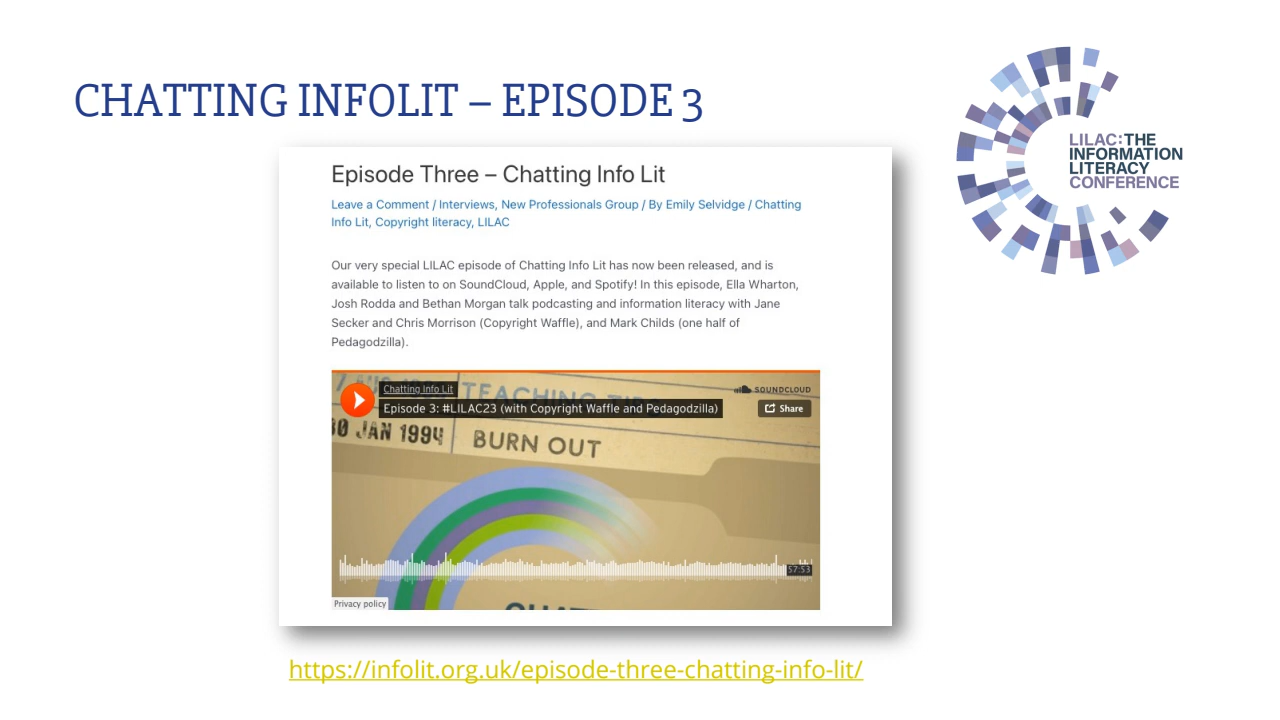 CHATTING INFOLIT – EPISODE 3
LILAC: THE
INFORMATION
LITERACY
CONFERENCE
Episode Three – Chatting Info Lit
Leave a Comment / Interviews, New Professionals Group / By Emily Selvidge / Chatting
Info Lit, Copyright literacy, LILAC
Our very special LILAC episode of Chatting Info Lit has now been released, and is
available to listen to on SoundCloud, Apple, and Spotify! In this episode, Ella Wharton,
Josh Rodda and Bethan Morgan talk podcasting and information literacy with Jane
Secker and Chris Morrison (Copyright Waffle), and Mark Childs (one half of
Pedagodzilla).
Chatting Info Lit
SOUNDCLOUD
Episode 3: #LILAC23 (with Copyright Waffle and Pedagodzilla)
Share
TEACHING
30 JAN 1994
BURN OUT
57:53
Privacy policy
https://infolit.org.uk/episode-three-chatting-info-lit/